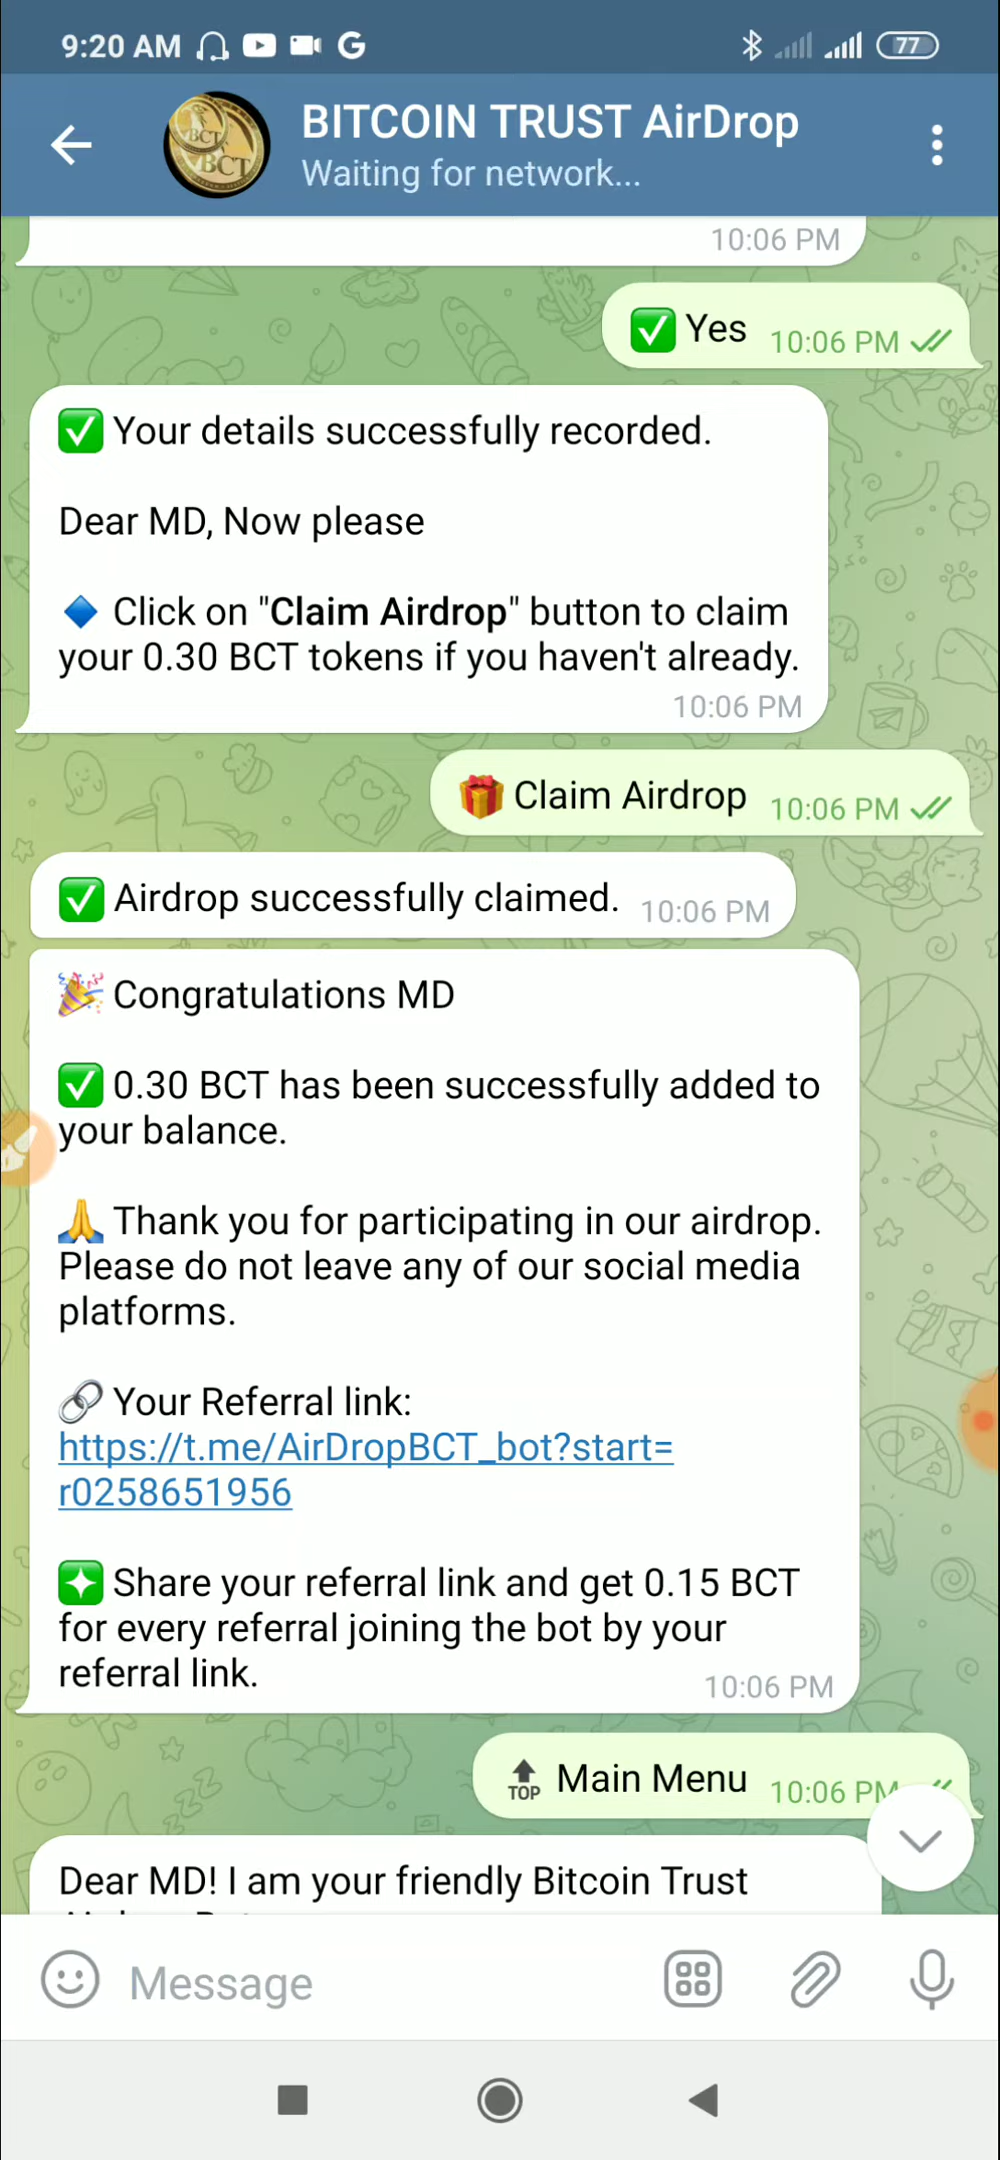 9:20 AM
77
BITCOIN TRUST AirDrop
Waiting for network...
10:06 PM
✅ Yes 10:06 PM
✅ Your details successfully recorded.
Dear MD, Now please
🔷 Click on "Claim Airdrop" button to claim
your 0.30 BCT tokens if you haven't already.
10:06 PM
🎁 Claim Airdrop 10:06 PM
✅ Airdrop successfully claimed. 10:06 PM
🎉 Congratulations MD
✅ 0.30 BCT has been successfully added to
your balance.
🙏 Thank you for participating in our airdrop.
Please do not leave any of our social media
platforms.
🔗 Your Referral link:
https://t.me/AirDropBCT_bot?start=
r0258651956
❇️ Share your referral link and get 0.15 BCT
for every referral joining the bot by your
referral link.
10:06 PM
🔝 Main Menu 10:06 PM
Dear MD! I am your friendly Bitcoin Trust
Message